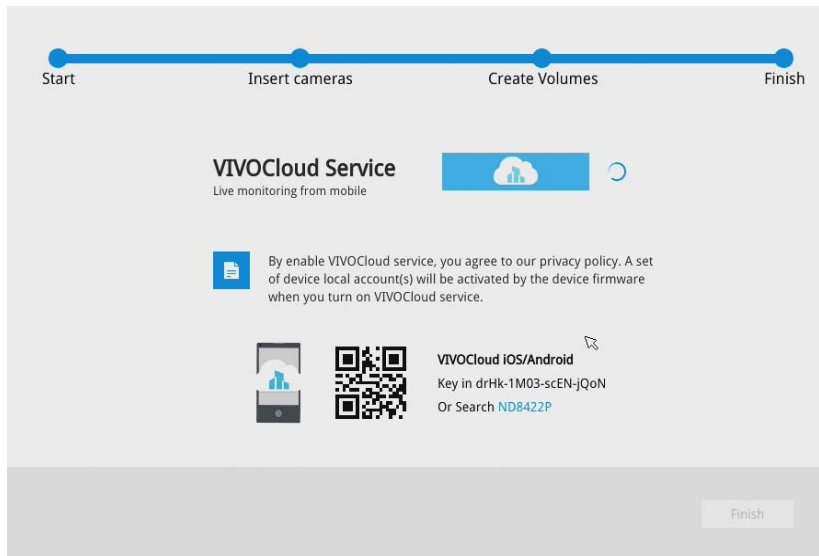 Start
Insert cameras
Create Volumes
Finish
VIVOCloud Service
Live monitoring from mobile
By enable VIVOCloud service, you agree to our privacy policy. A set
of device local account(s) will be activated by the device firmware
when you turn on VIVOCloud service.
VIVOCloud iOS/Android
Key in drHk-1M03-scEN-jQoN
Or Search ND8422P
Finish